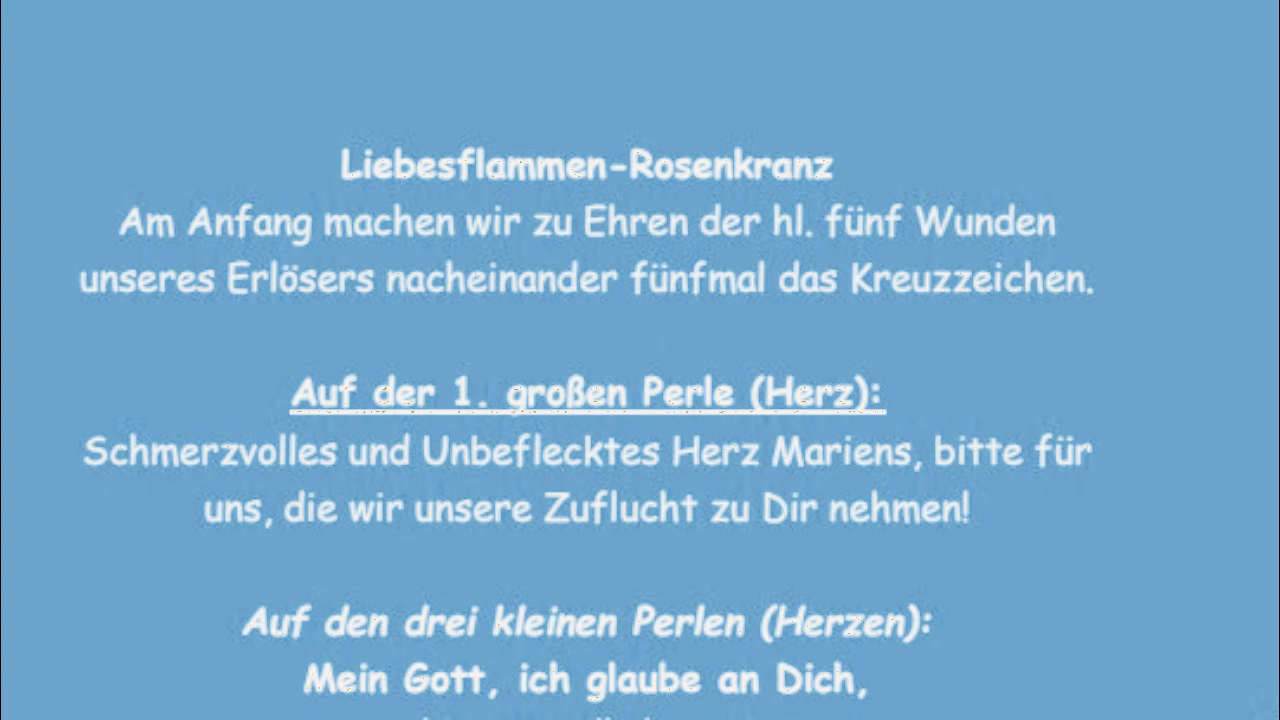 Liebesflammen-Rosenkranz
Am Anfang machen wir zu Ehren der hl. fünf Wunden
unseres Erlösers nacheinander fünfmal das Kreuzzeichen.
Auf der 1. großen Perle (Herz):
Schmerzvolles und Unbeflecktes Herz Mariens, bitte für
uns, die wir unsere Zuflucht zu Dir nehmen!
Auf den drei kleinen Perlen (Herzen):
Mein Gott, ich glaube an Dich,